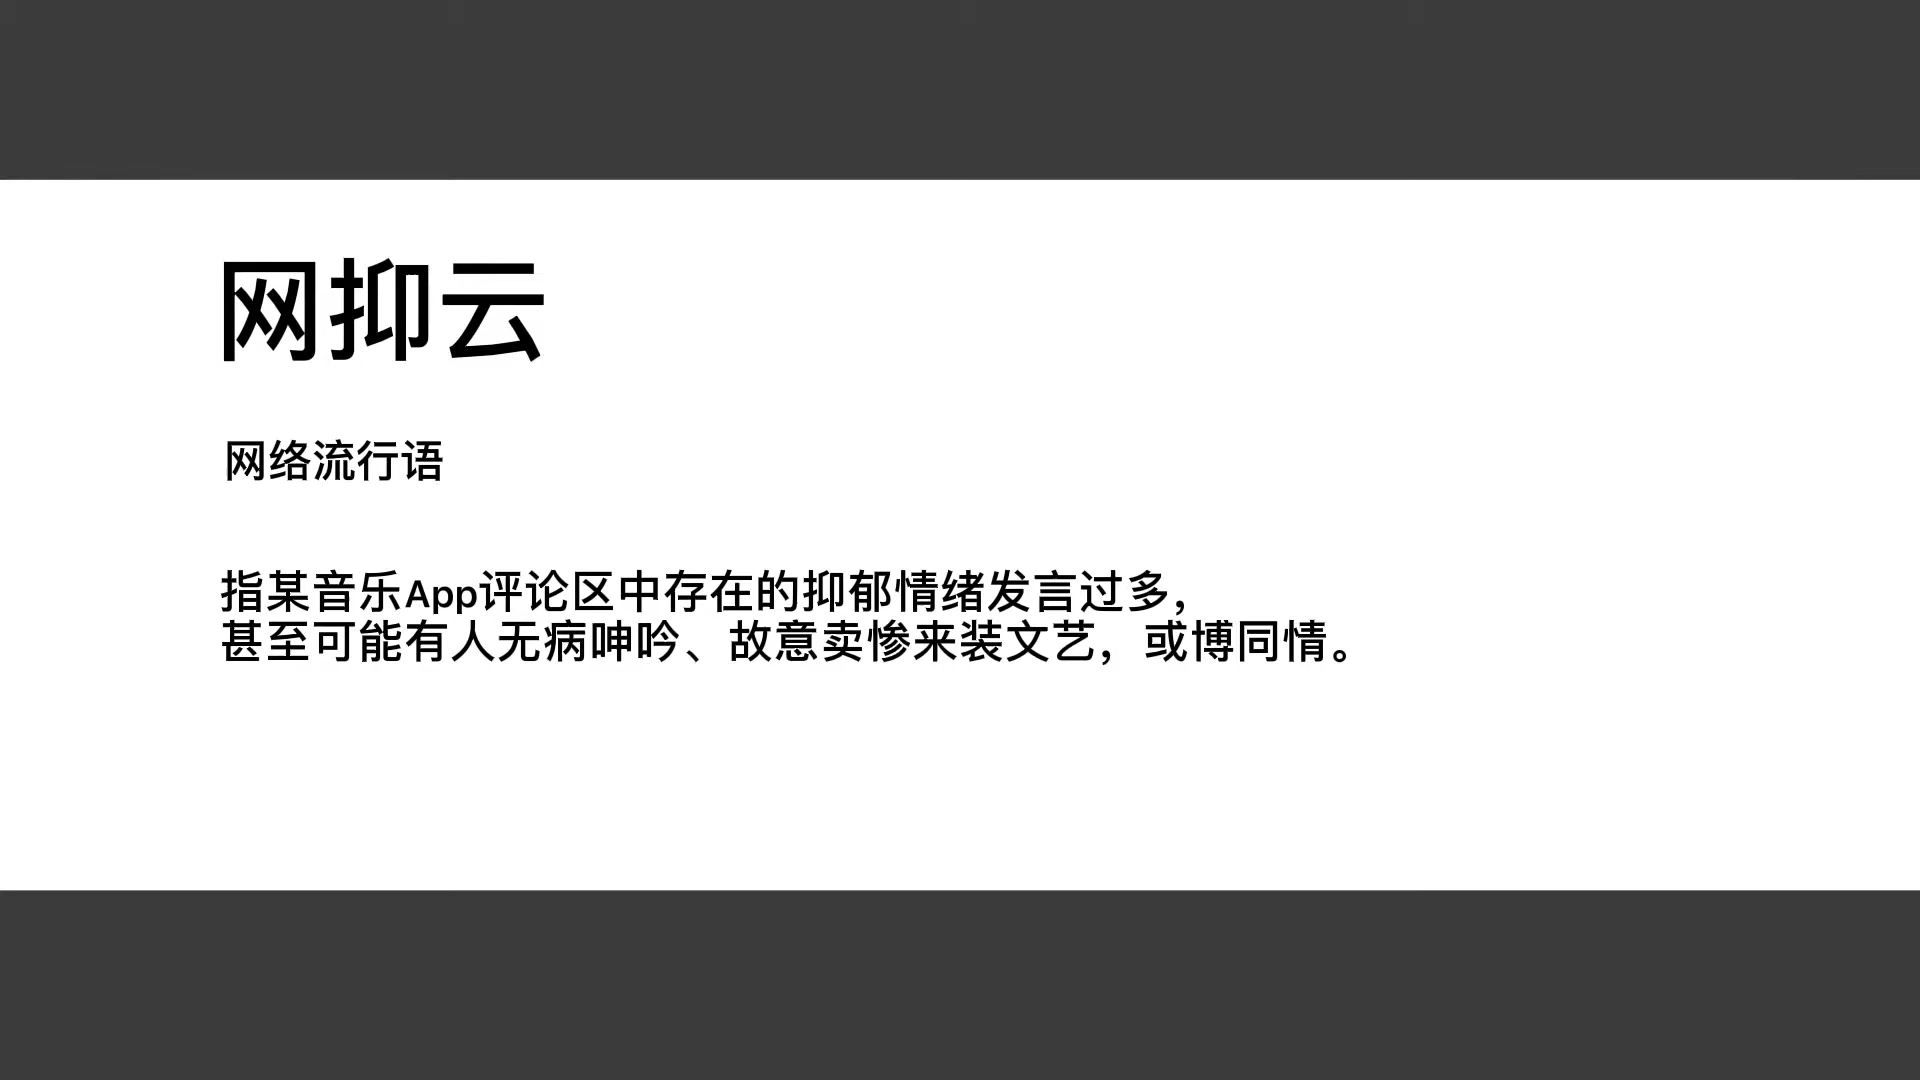 网抑云
网络流行语
指某音乐App评论区中存在的抑郁情绪发言过多，
甚至可能有人无病呻吟、故意卖惨来装文艺，或博同情。